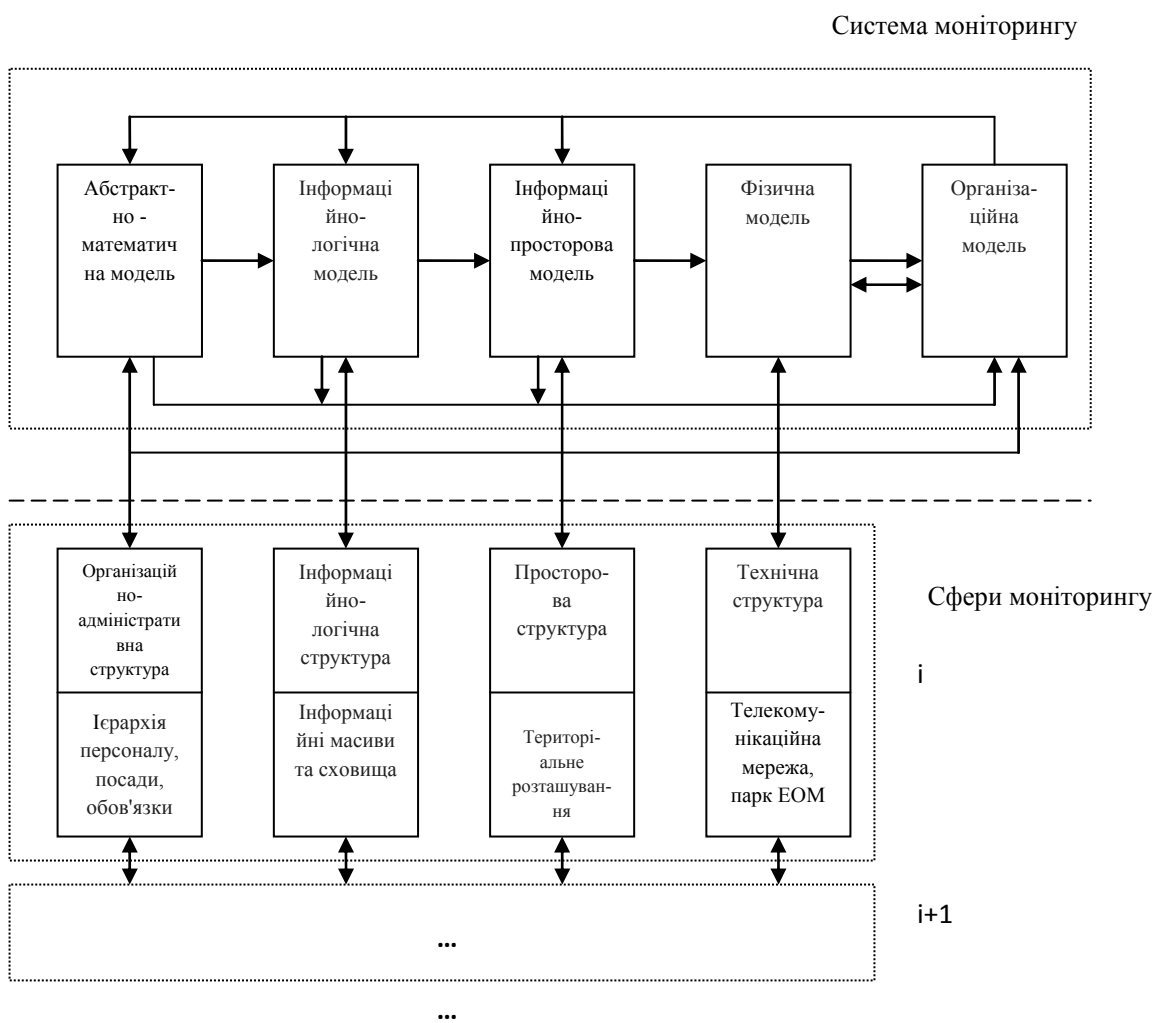 Система моніторингу
Абстракт-
но -
математич
на модель
Інформаці
йно-
логічна
модель
Інформаці
йно-
просторова
модель
Фізична
модель
Організа-
ційна
модель
Організацій
но-
адміністрати
вна
структура
Інформаці
йно-
логічна
структура
Просторо-
ва
структура
Технічна
структура
Сфери моніторингу
i
Ієрархія
персоналу,
посади,
обов'язки
Інформаці
йні масиви
та сховища
Територі-
альне
розташуван-
ня
Телекому-
нікаційна
мережа,
парк ЕОМ
i+1
...
...